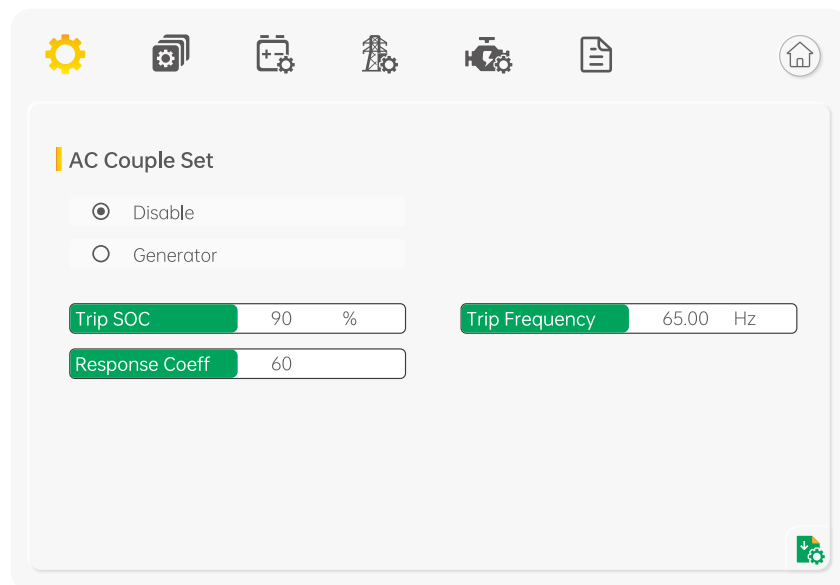 AC Couple Set
Disable
Generator
Trip SOC 90 % Trip Frequency 65.00 Hz
Response Coeff 60